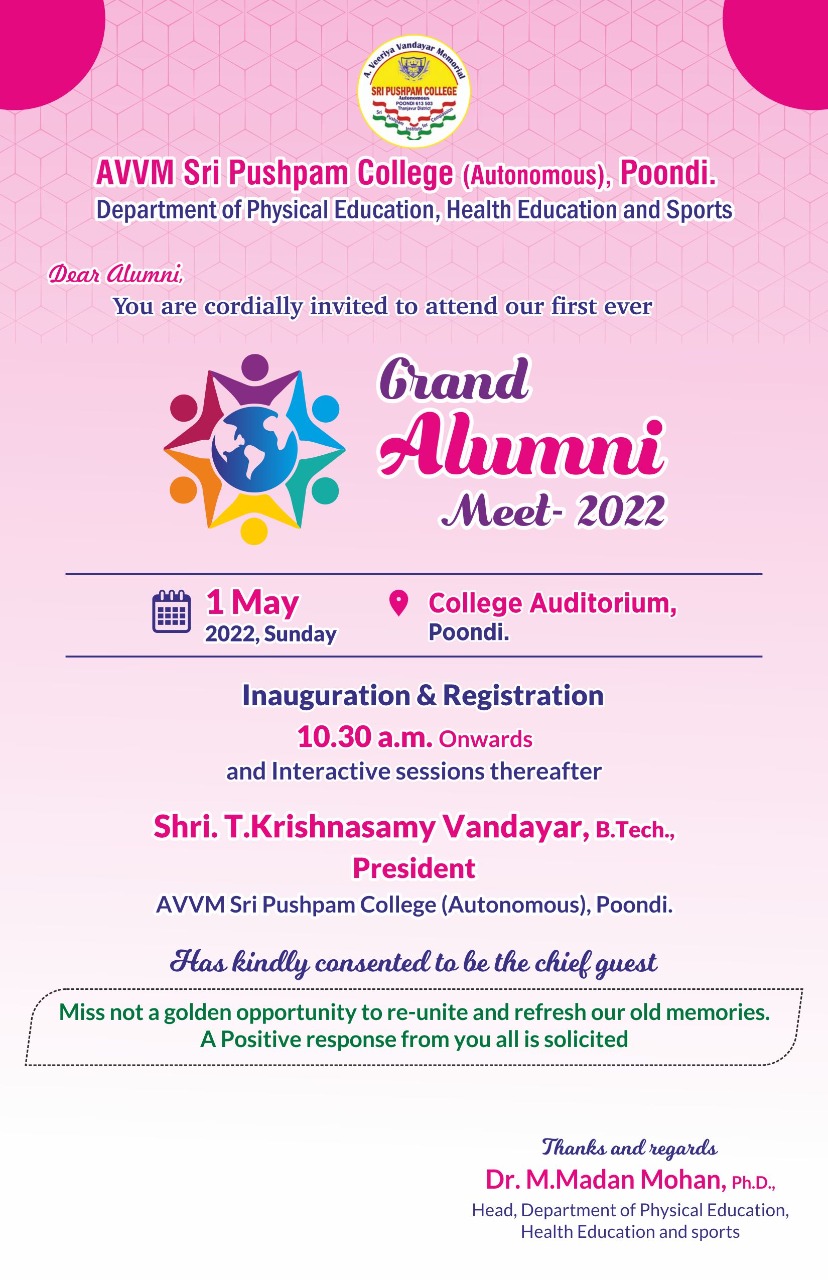 A. Veeriya Vandayar Memorial
SRI PUSHPAM COLLEGE
Autonomous
POONDI 613 503
Thanjavur District
AVVM Sri Pushpam College (Autonomous), Poondi.
Department of Physical Education, Health Education and Sports
Dear Alumni,
You are cordially invited to attend our first ever
Grand
Alumni
Meet- 2022
1 May
2022, Sunday
College Auditorium,
Poondi.
Inauguration & Registration
10.30 a.m. Onwards
and Interactive sessions thereafter
Shri. T.Krishnasamy Vandayar, B.Tech.,
President
AVVM Sri Pushpam College (Autonomous), Poondi.
Has kindly consented to be the chief guest
Miss not a golden opportunity to re-unite and refresh our old memories.
A Positive response from you all is solicited
Thanks and regards
Dr. M.Madan Mohan, Ph.D.,
Head, Department of Physical Education,
Health Education and sports